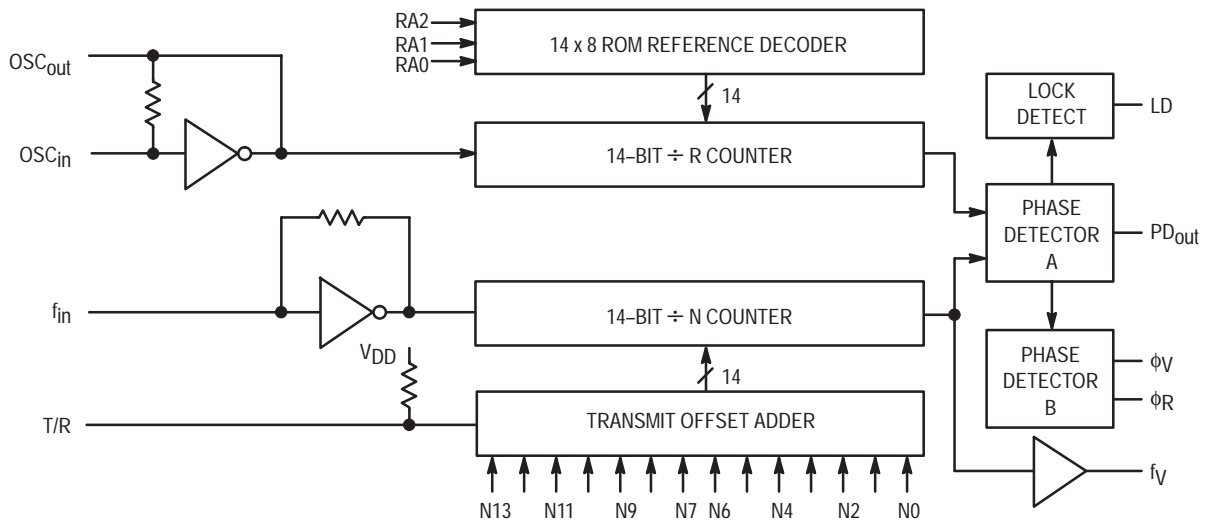 RA2
RA1
RA0
14 x 8 ROM REFERENCE DECODER
OSCout
14
LOCK
DETECT
LD
OSCin
14–BIT ÷ R COUNTER
PHASE
DETECTOR
A
PDout
fin
14–BIT ÷ N COUNTER
VDD
14
PHASE
DETECTOR
B
ϕV
ϕR
T/R
TRANSMIT OFFSET ADDER
fV
N13 N11 N9 N7 N6 N4 N2 N0